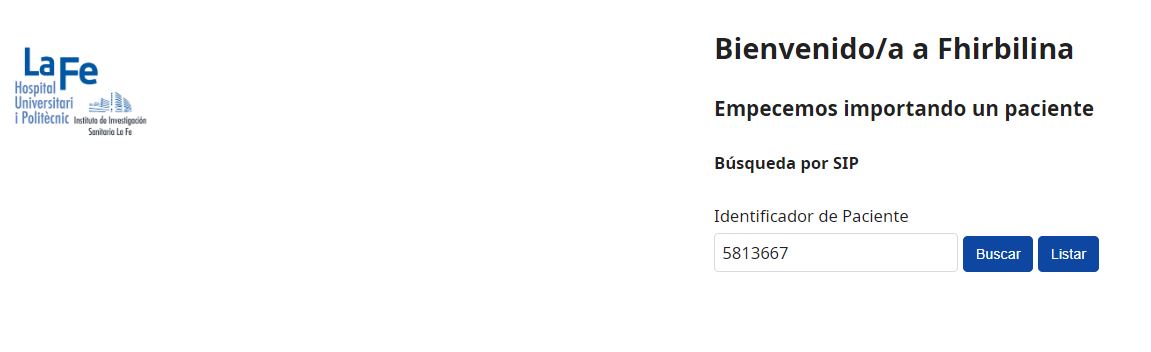 La Fe
Hospital
Universitari
i Politècnic
Instituto de Investigación
Sanitaria La Fe
Bienvenido/a a Fhirbilina
Empecemos importando un paciente
Búsqueda por SIP
Identificador de Paciente
5813667 Buscar Listar